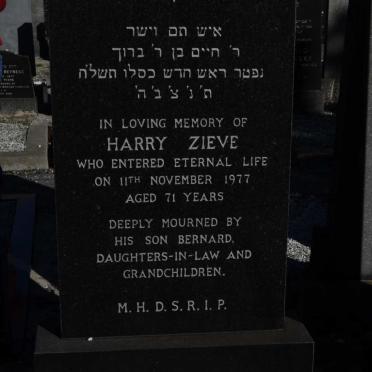 איש תם וישר
ר׳ חיים בן ר׳ ברוך
נפטר ראש חדש כסלו תשל״ח
ת׳ נ׳ צ׳ ב׳ ה׳
IN LOVING MEMORY OF
HARRY ZIEVE
WHO ENTERED ETERNAL LIFE
ON 11TH NOVEMBER 1977
AGED 71 YEARS
DEEPLY MOURNED BY
HIS SON BERNARD,
DAUGHTERS-IN-LAW AND
GRANDCHILDREN.
M.H.D.S.R.I.P.